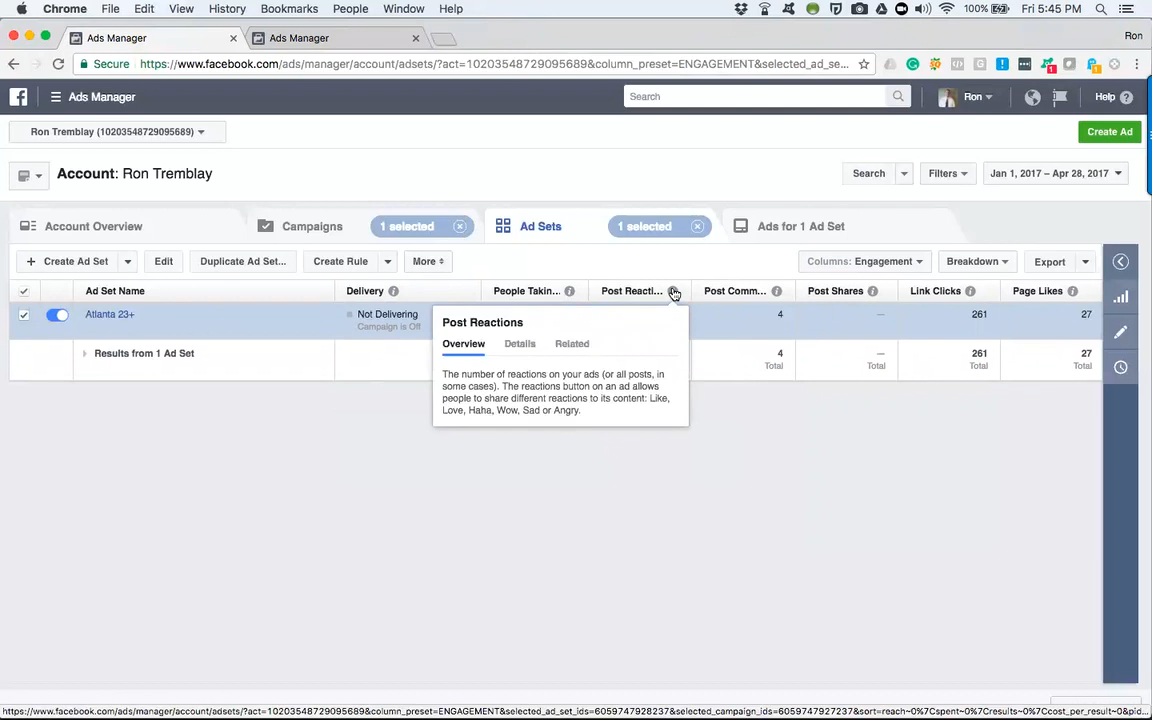 Chrome File Edit View History Bookmarks People Window Help 100% Fri 5:45 PM
Ads Manager Ads Manager Ron
Secure https://www.facebook.com/ads/manager/account/adsets/?act=10203548729095689&column_preset=ENGAGEMENT&selected_ad_se...
Ads Manager Search Ron Help
Ron Tremblay (10203548729095689) Create Ad
Account: Ron Tremblay Search Filters Jan 1, 2017 – Apr 28, 2017
Account Overview Campaigns 1 selected Ad Sets 1 selected Ads for 1 Ad Set
+ Create Ad Set Edit Duplicate Ad Set... Create Rule More Columns: Engagement Breakdown Export
Ad Set Name Delivery People Takin... Post Reacti... Post Comm... Post Shares Link Clicks Page Likes
Atlanta 23+ Not Delivering 4 — 261 27
Campaign is Off
Results from 1 Ad Set 4 — 261 27
Total Total Total Total
Post Reactions
Overview Details Related
The number of reactions on your ads (or all posts, in
some cases). The reactions button on an ad allows
people to share different reactions to its content: Like,
Love, Haha, Wow, Sad or Angry.
https://www.facebook.com/ads/manager/account/adsets/?act=10203548729095689&column_preset=ENGAGEMENT&selected_ad_set_ids=6059747928237&selected_campaign_ids=6059747927237&sort=reach~0%7Cspent~0%7Cresults~0%7Ccost_per_result~0&pid...